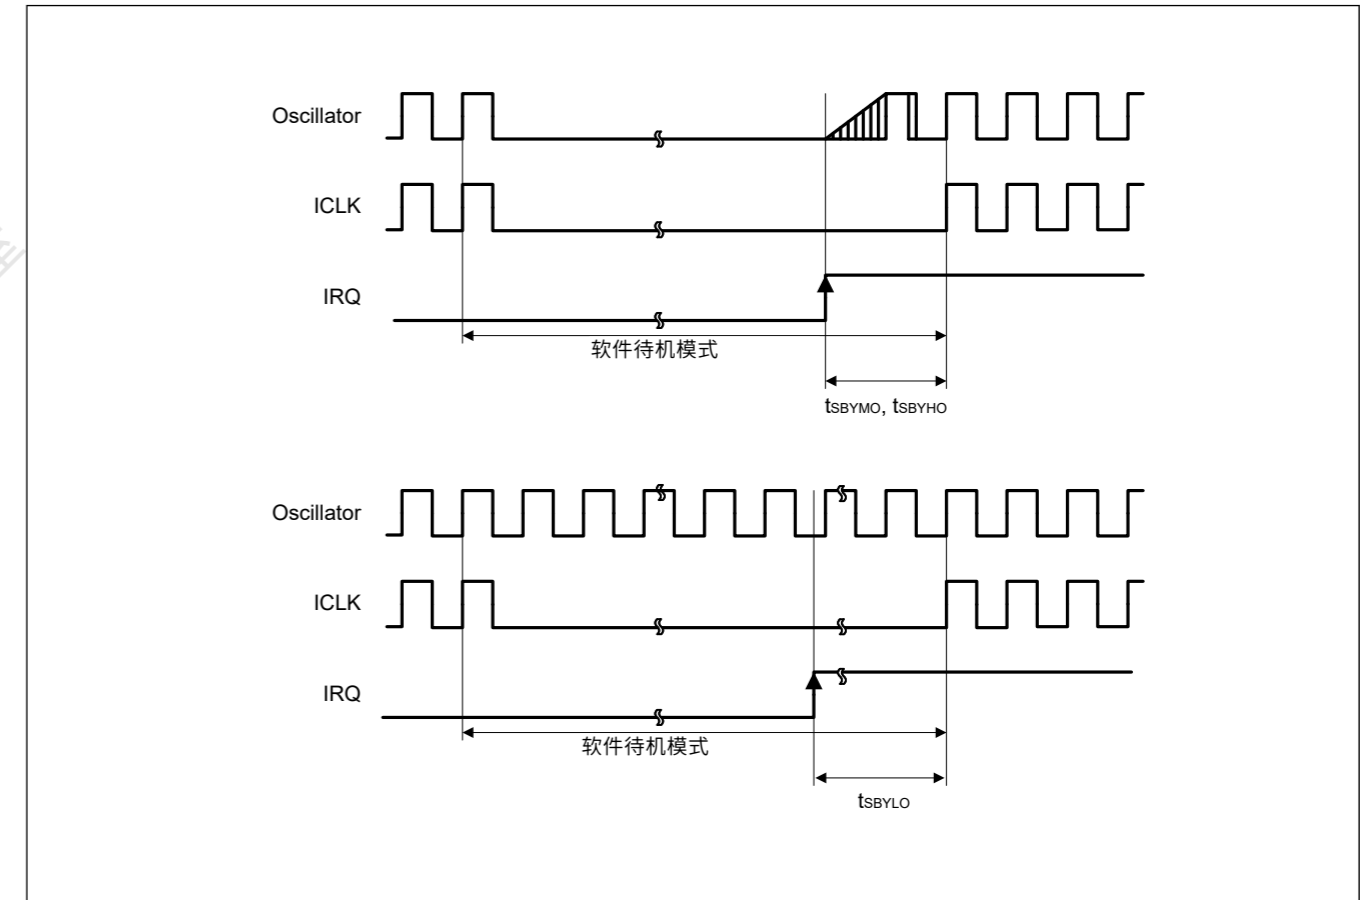 Oscillator
ICLK
IRQ
软件待机模式
tSBYMO, tSBYHO
Oscillator
ICLK
IRQ
软件待机模式
tSBYLO